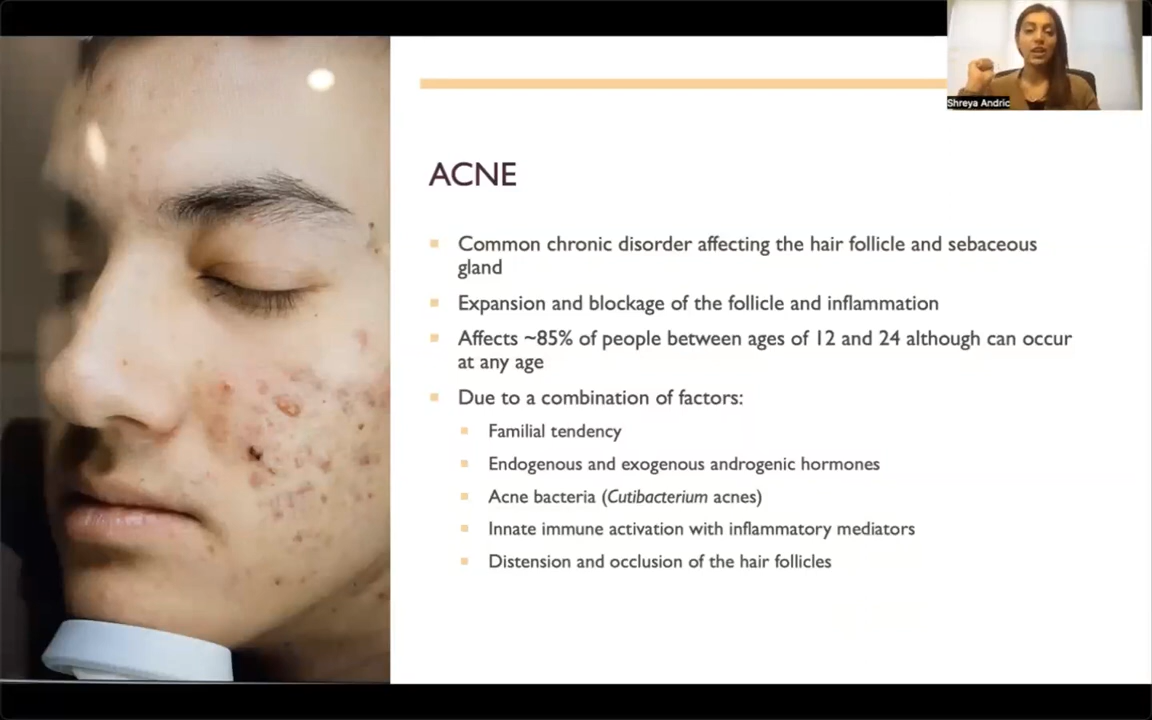 Shreya Andric
ACNE
Common chronic disorder affecting the hair follicle and sebaceous
gland
Expansion and blockage of the follicle and inflammation
Affects ~85% of people between ages of 12 and 24 although can occur
at any age
Due to a combination of factors:
Familial tendency
Endogenous and exogenous androgenic hormones
Acne bacteria (Cutibacterium acnes)
Innate immune activation with inflammatory mediators
Distension and occlusion of the hair follicles